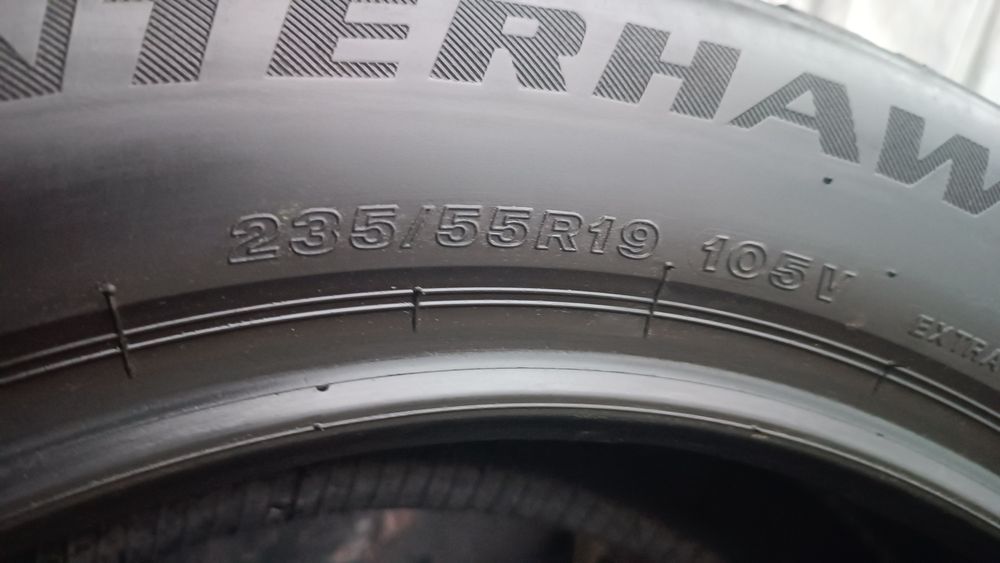 NTERHAW
235/55R19 105V
EXTRA